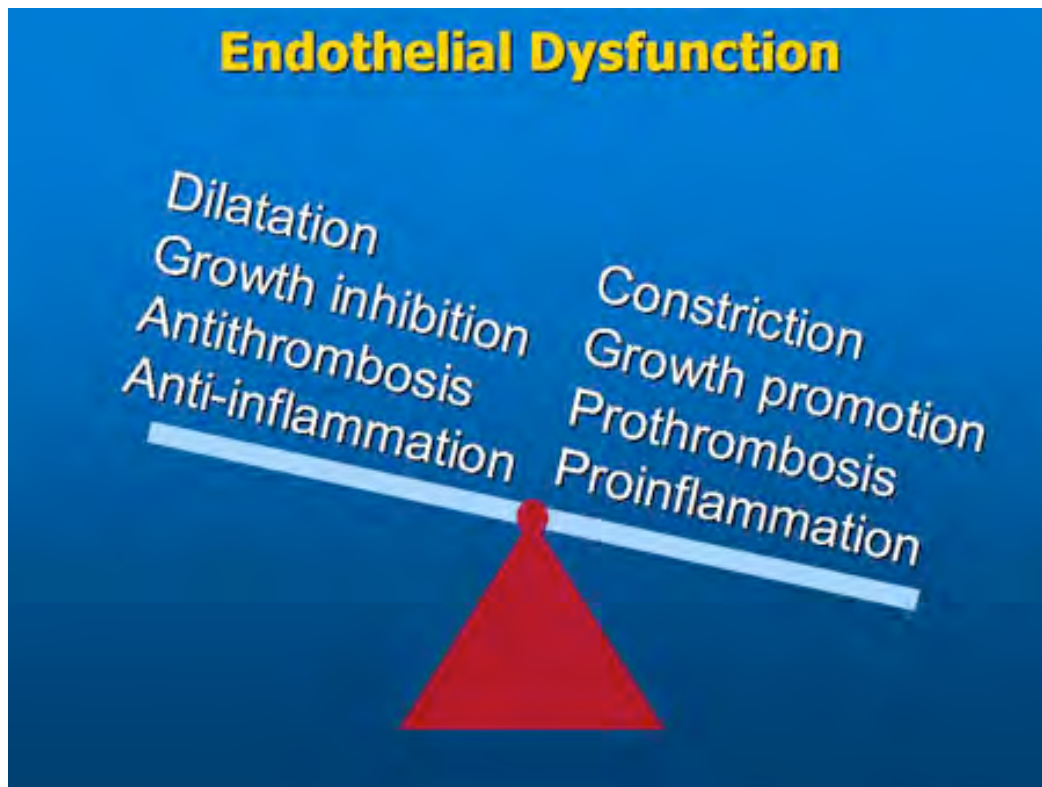 Endothelial Dysfunction
Dilatation
Growth inhibition
Antithrombosis
Anti-inflammation
Constriction
Growth promotion
Prothrombosis
Proinflammation